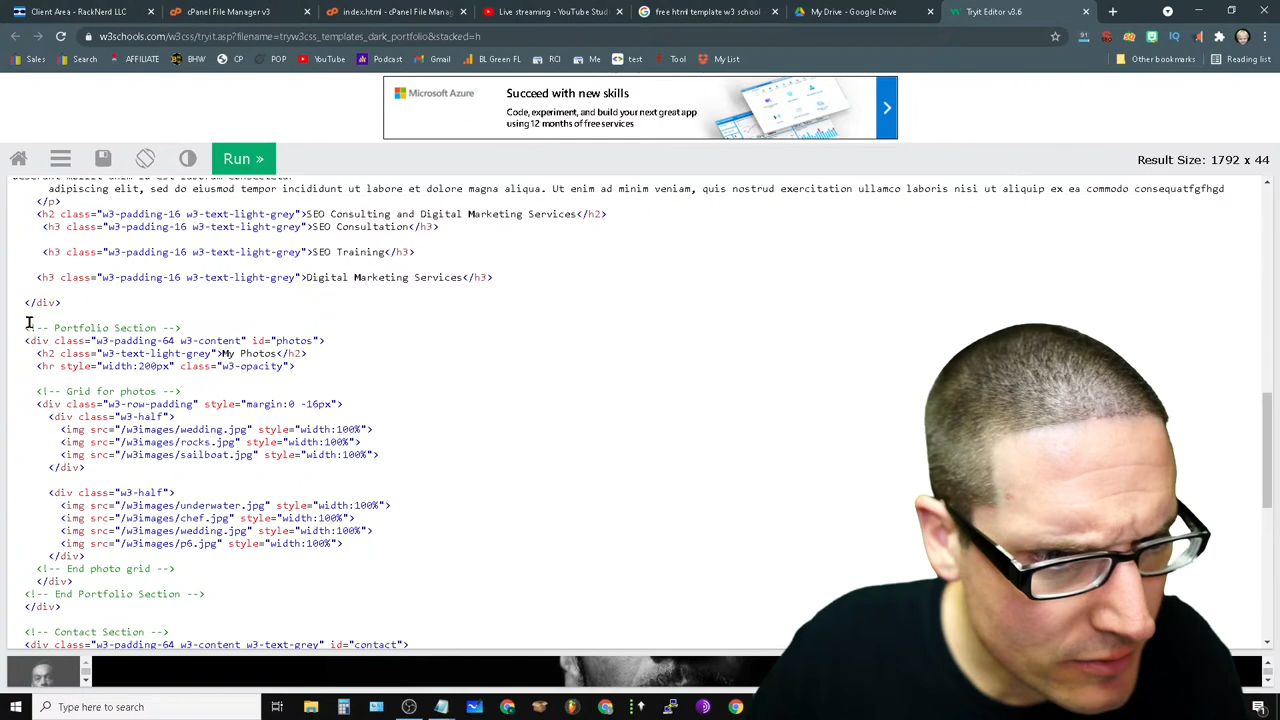 Client Area - RackNerd LLC
cPanel File Manager v3
index.html - cPanel File Manag
Live streaming - YouTube Stud
free html template w3 school
My Drive - Google Drive
Tryit Editor v3.6
w3schools.com/w3css/tryit.asp?filename=tryw3css_templates_dark_portfolio&stacked=h
Sales
Search
AFFILIATE
BHW
CP
POP
YouTube
Podcast
Gmail
BL Green FL
RCI
Me
test
Tool
My List
Other bookmarks
Reading list
Microsoft Azure
Succeed with new skills
Code, experiment, and build your next great app
using 12 months of free services
Run »
Result Size: 1792 x 44
deserunt mollit anim id est laborum consectetur
adipiscing elit, sed do eiusmod tempor incididunt ut labore et dolore magna aliqua. Ut enim ad minim veniam, quis nostrud exercitation ullamco laboris nisi ut aliquip ex ea commodo consequatfgfhgd
</p>
<h2 class="w3-padding-16 w3-text-light-grey">SEO Consulting and Digital Marketing Services</h2>
<h3 class="w3-padding-16 w3-text-light-grey">SEO Consultation</h3>
<h3 class="w3-padding-16 w3-text-light-grey">SEO Training</h3>
<h3 class="w3-padding-16 w3-text-light-grey">Digital Marketing Services</h3>
</div>
<!-- Portfolio Section -->
<div class="w3-padding-64 w3-content" id="photos">
<h2 class="w3-text-light-grey">My Photos</h2>
<hr style="width:200px" class="w3-opacity">
<!-- Grid for photos -->
<div class="w3-row-padding" style="margin:0 -16px">
<div class="w3-half">
<img src="/w3images/wedding.jpg" style="width:100%">
<img src="/w3images/rocks.jpg" style="width:100%">
<img src="/w3images/sailboat.jpg" style="width:100%">
</div>
<div class="w3-half">
<img src="/w3images/underwater.jpg" style="width:100%">
<img src="/w3images/chef.jpg" style="width:100%">
<img src="/w3images/wedding.jpg" style="width:100%">
<img src="/w3images/p6.jpg" style="width:100%">
</div>
<!-- End photo grid -->
</div>
<!-- End Portfolio Section -->
</div>
<!-- Contact Section -->
<div class="w3-padding-64 w3-content w3-text-grey" id="contact">
Type here to search